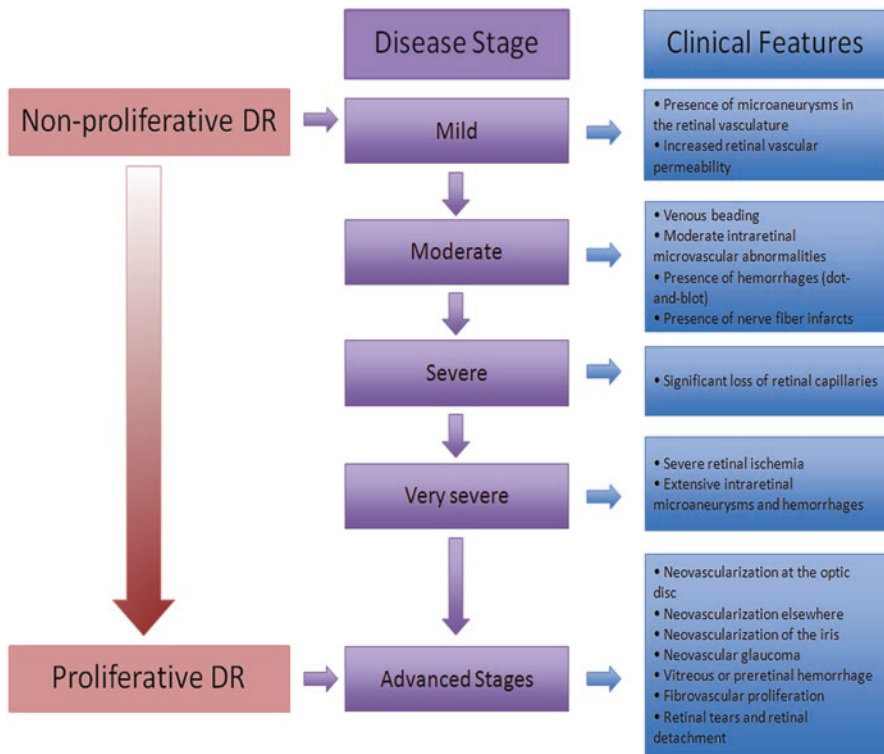 Disease Stage
Clinical Features
Non-proliferative DR
Mild
• Presence of microaneurysms in
the retinal vasculature
• Increased retinal vascular
permeability
Moderate
• Venous beading
• Moderate intraretinal
microvascular abnormalities
• Presence of hemorrhages (dot-
and-blot)
• Presence of nerve fiber infarcts
Severe
• Significant loss of retinal capillaries
Very severe
• Severe retinal ischemia
• Extensive intraretinal
microaneurysms and hemorrhages
Proliferative DR
Advanced Stages
• Neovascularization at the optic
disc
• Neovascularization elsewhere
• Neovascularization of the iris
• Neovascular glaucoma
• Vitreous or preretinal hemorrhage
• Fibrovascular proliferation
• Retinal tears and retinal
detachment